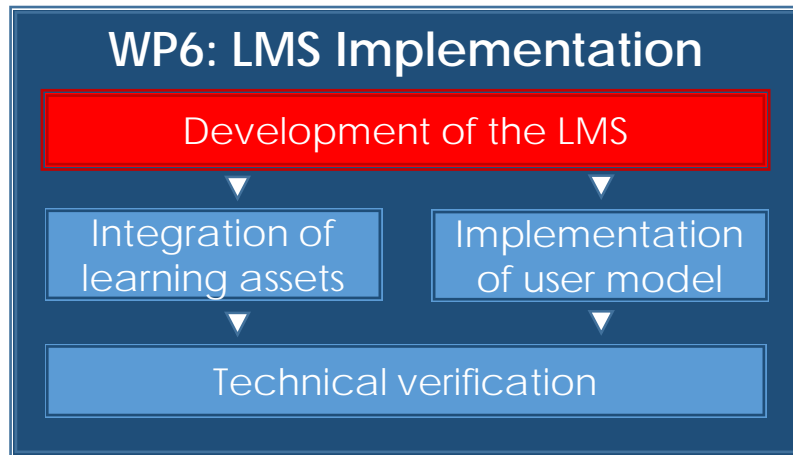 WP6: LMS Implementation
Development of the LMS
Integration of
learning assets
Implementation
of user model
Technical verification